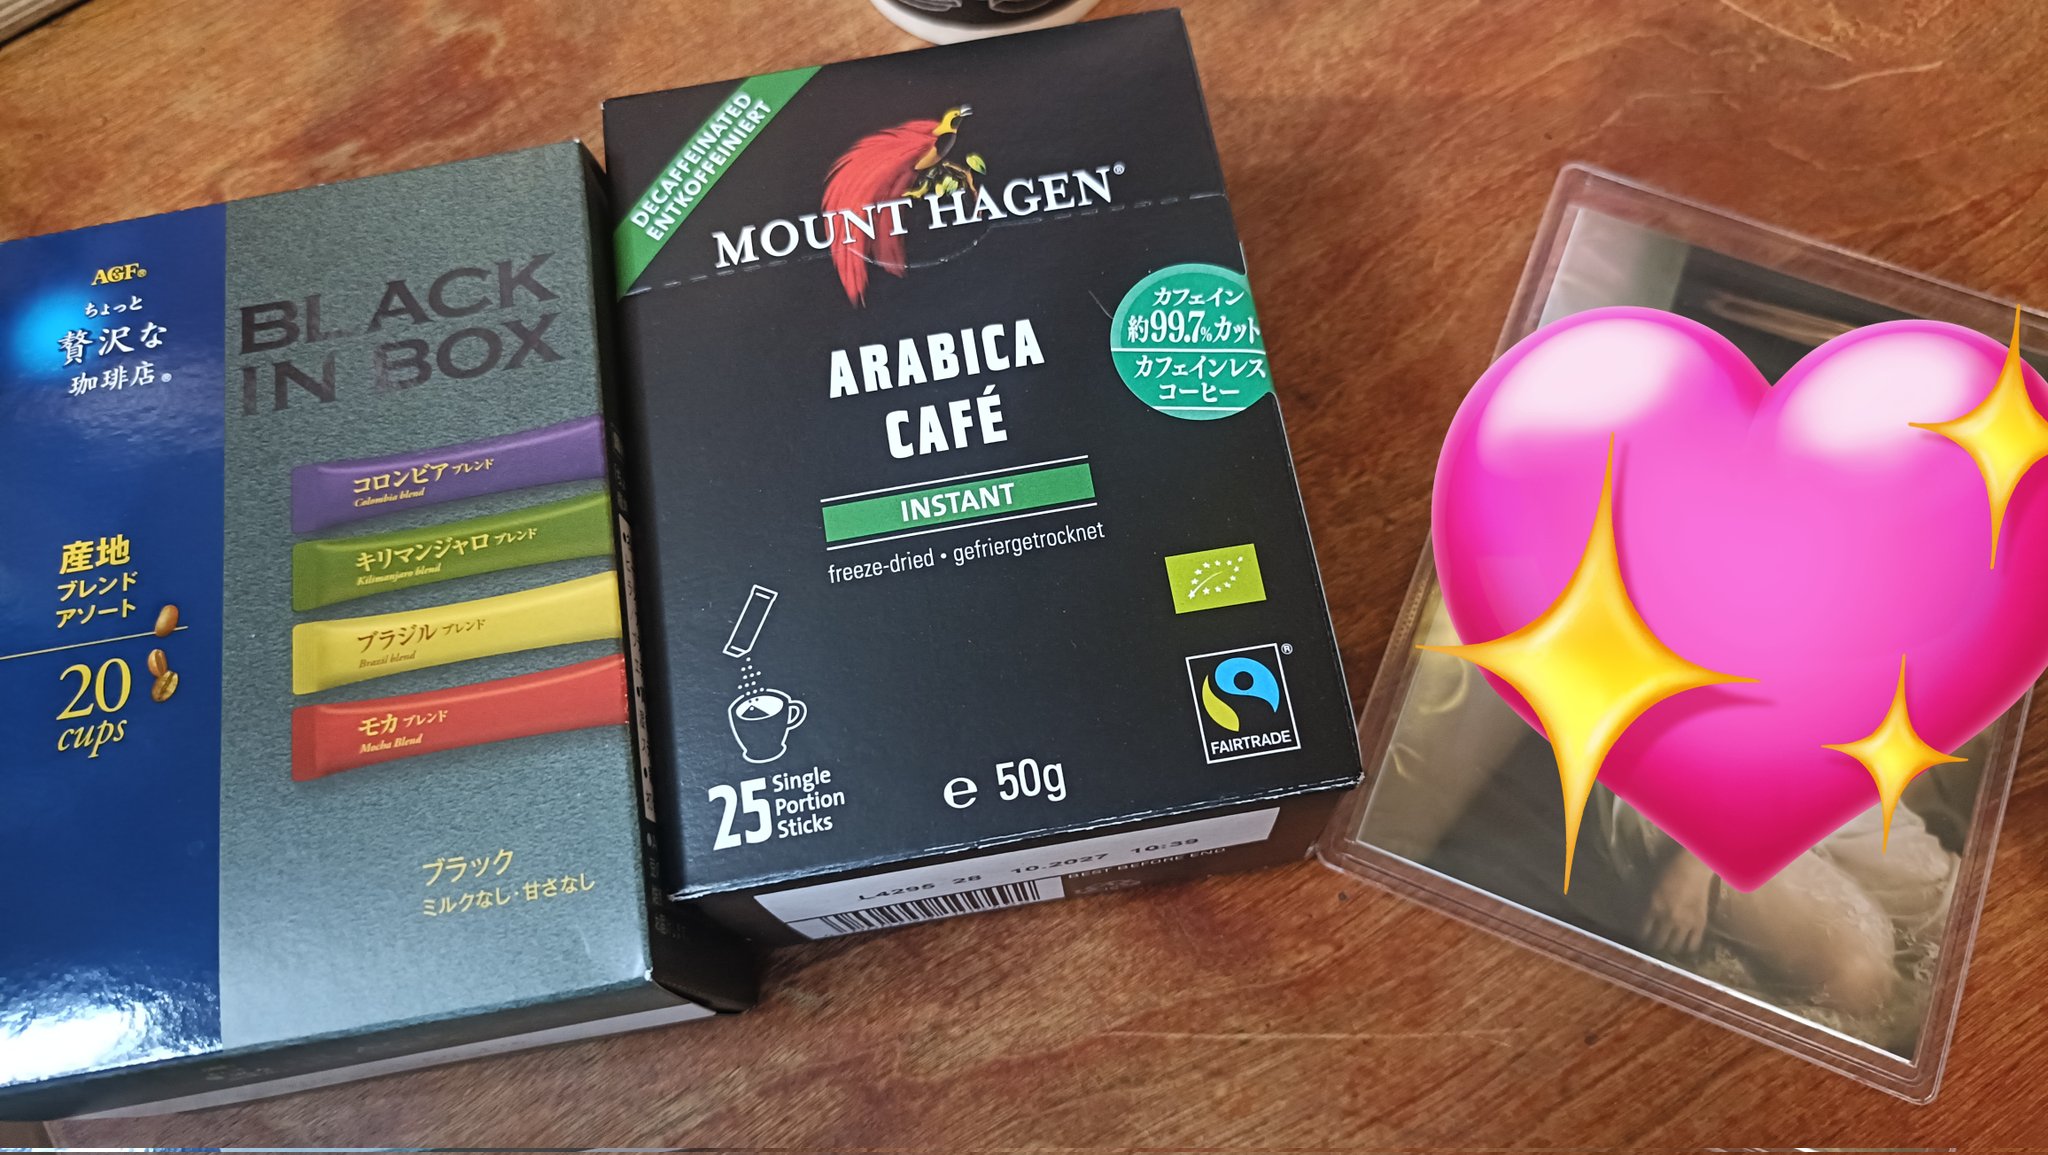 AGF®
ちょっと
贅沢な
珈琲店®
産地
ブレンド
アソート
20
cups
BLACK
IN BOX
コロンビア ブレンド
Colombia blend
キリマンジャロ ブレンド
Kilimanjaro blend
ブラジル ブレンド
Brazil blend
モカ ブレンド
Mocha Blend
ブラック
ミルクなし・甘さなし
DECAFFEINATED
ENTKOFFEINIERT
MOUNT HAGEN®
カフェイン
約99.7%カット
カフェインレス
コーヒー
ARABICA
CAFÉ
INSTANT
freeze-dried • gefriergetrocknet
25 Single
Portion
Sticks
℮ 50g
®
FAIRTRADE
L4295 28 10.2027 10:39
BEST BEFORE END